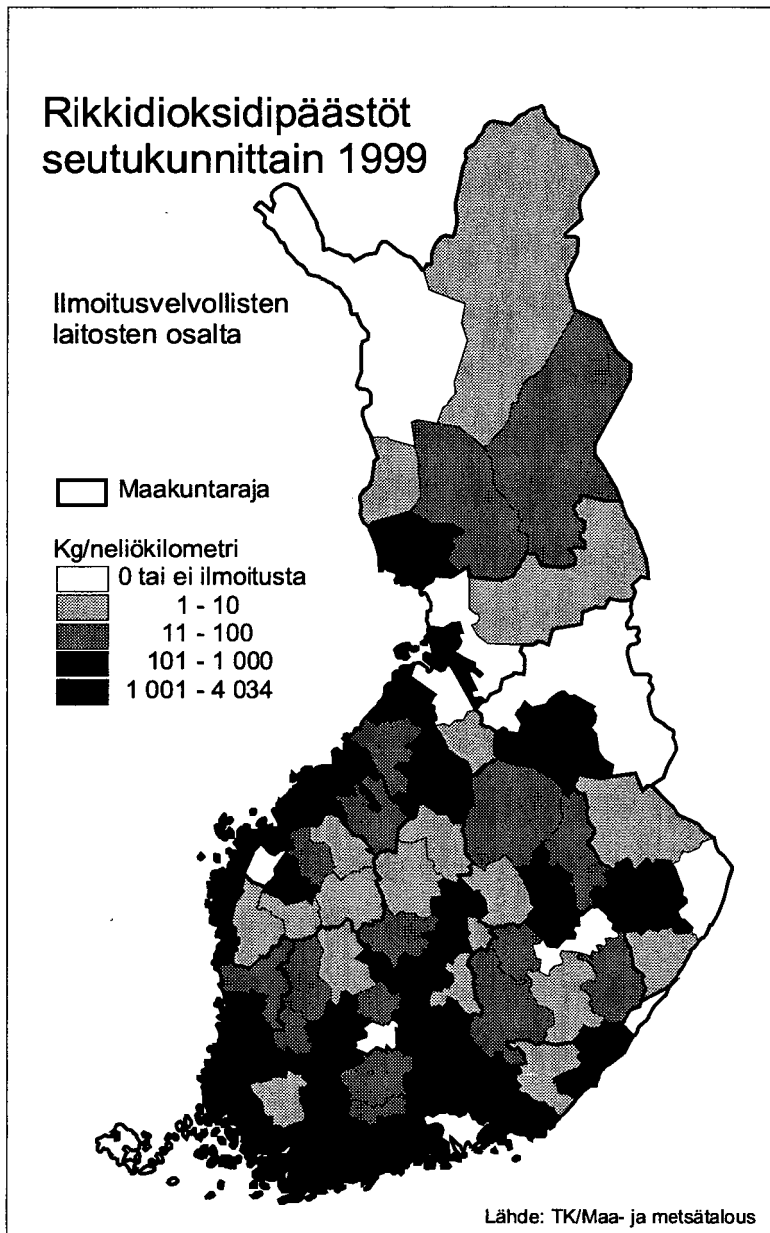 Rikkidioksidipäästöt
seutukunnittain 1999
Ilmoitusvelvollisten
laitosten osalta
Maakuntaraja
Kg/neliökilometri
0 tai ei ilmoitusta
1 - 10
11 - 100
101 - 1 000
1 001 - 4 034
Lähde: TK/Maa- ja metsätalous